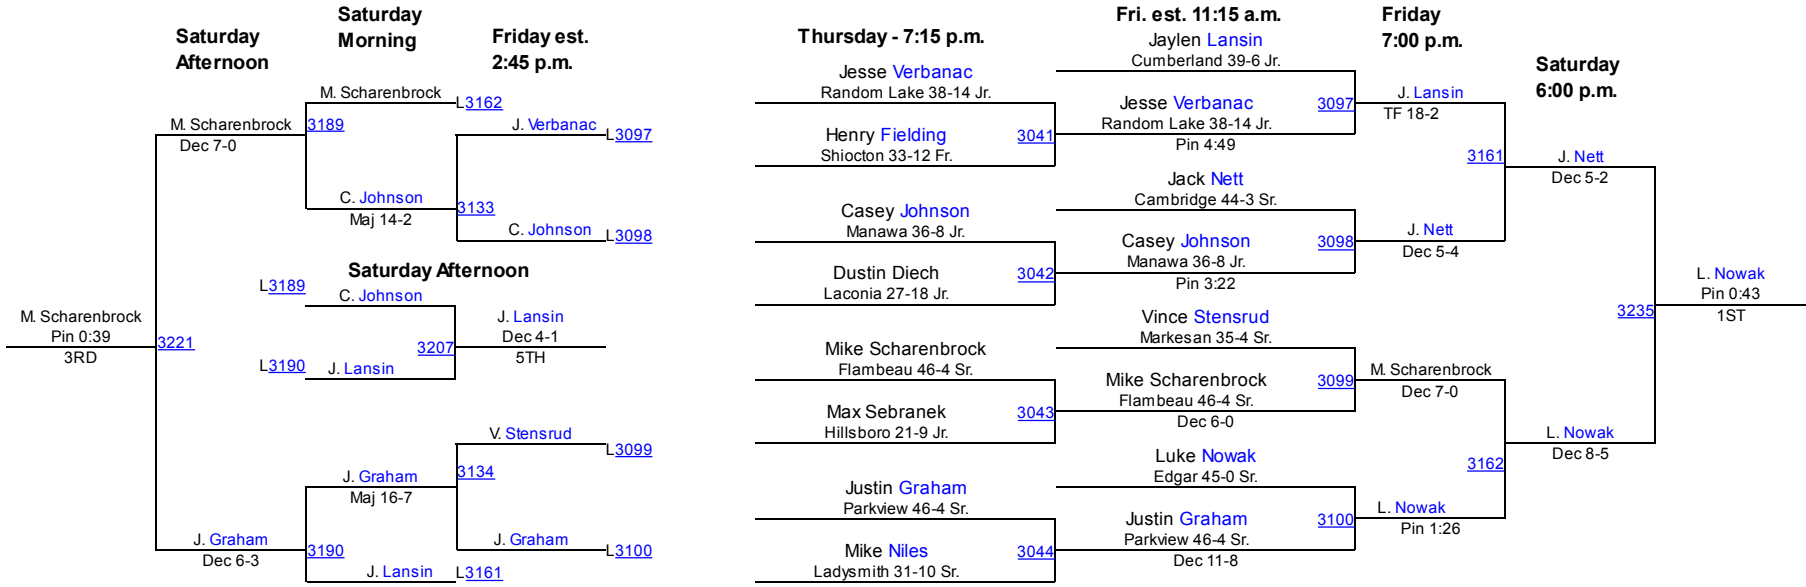 Saturday
Afternoon
Saturday
Morning
Friday est.
2:45 p.m.
M. Scharenbrock
L3162
M. Scharenbrock
3189
Dec 7-0
J. Verbanac
L3097
C. Johnson
3133
Maj 14-2
C. Johnson
L3098
Saturday Afternoon
L3189
C. Johnson
M. Scharenbrock
Pin 0:39
3RD
3221
J. Lansin
Dec 4-1
5TH
3207
L3190
J. Lansin
V. Stensrud
L3099
J. Graham
3134
Maj 16-7
J. Graham
Dec 6-3
3190
J. Graham
L3100
J. Lansin
L3161
Thursday - 7:15 p.m.
Jesse Verbanac
Random Lake 38-14 Jr.
Henry Fielding
3041
Shiocton 33-12 Fr.
Casey Johnson
Manawa 36-8 Jr.
Dustin Diech
3042
Laconia 27-18 Jr.
Mike Scharenbrock
Flambeau 46-4 Sr.
Max Sebranek
3043
Hillsboro 21-9 Jr.
Justin Graham
Parkview 46-4 Sr.
Mike Niles
3044
Ladysmith 31-10 Sr.
Fri. est. 11:15 a.m.
Jaylen Lansin
Cumberland 39-6 Jr.
Jesse Verbanac
3097
Random Lake 38-14 Jr.
Pin 4:49
Jack Nett
Cambridge 44-3 Sr.
Casey Johnson
3098
Manawa 36-8 Jr.
Pin 3:22
Vince Stensrud
Markesan 35-4 Sr.
Mike Scharenbrock
3099
Flambeau 46-4 Sr.
Dec 6-0
Luke Nowak
Edgar 45-0 Sr.
Justin Graham
3100
Parkview 46-4 Sr.
Dec 11-8
Friday
7:00 p.m.
J. Lansin
TF 18-2
3161
J. Nett
Dec 5-4
M. Scharenbrock
Dec 7-0
3162
L. Nowak
Pin 1:26
Saturday
6:00 p.m.
J. Nett
Dec 5-2
3235
L. Nowak
Dec 8-5
L. Nowak
Pin 0:43
1ST